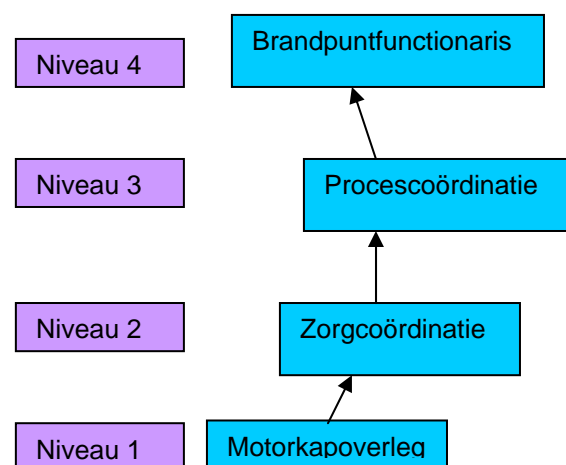 Niveau 4 Brandpuntfunctionaris
Niveau 3 Procescoördinatie
Niveau 2 Zorgcoördinatie
Niveau 1 Motorkapoverleg